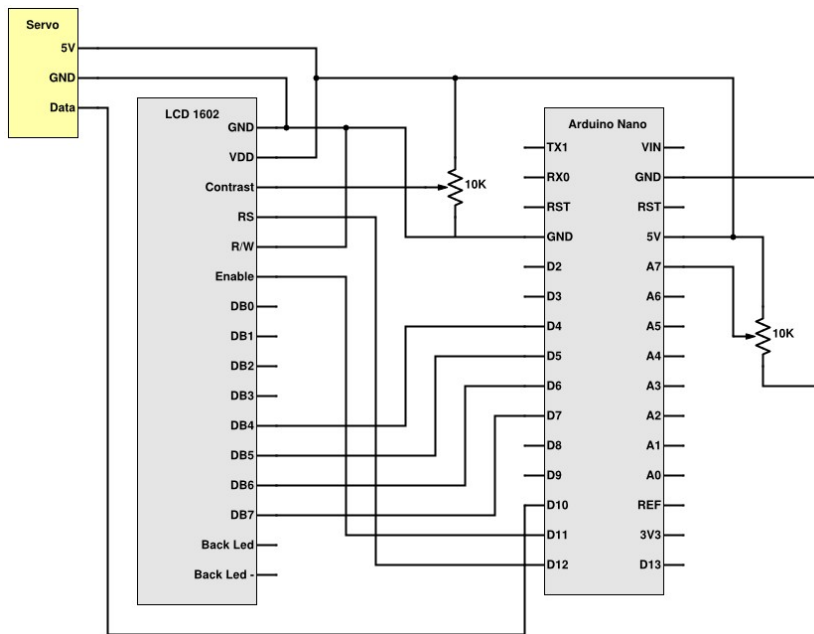 Servo
5V
GND
Data
LCD 1602
GND
VDD
Contrast
RS
R/W
Enable
DB0
DB1
DB2
DB3
DB4
DB5
DB6
DB7
Back Led
Back Led -
10K
Arduino Nano
TX1
RX0
RST
GND
D2
D3
D4
D5
D6
D7
D8
D9
D10
D11
D12
VIN
GND
RST
5V
A7
A6
A5
A4
A3
A2
A1
A0
REF
3V3
D13
10K